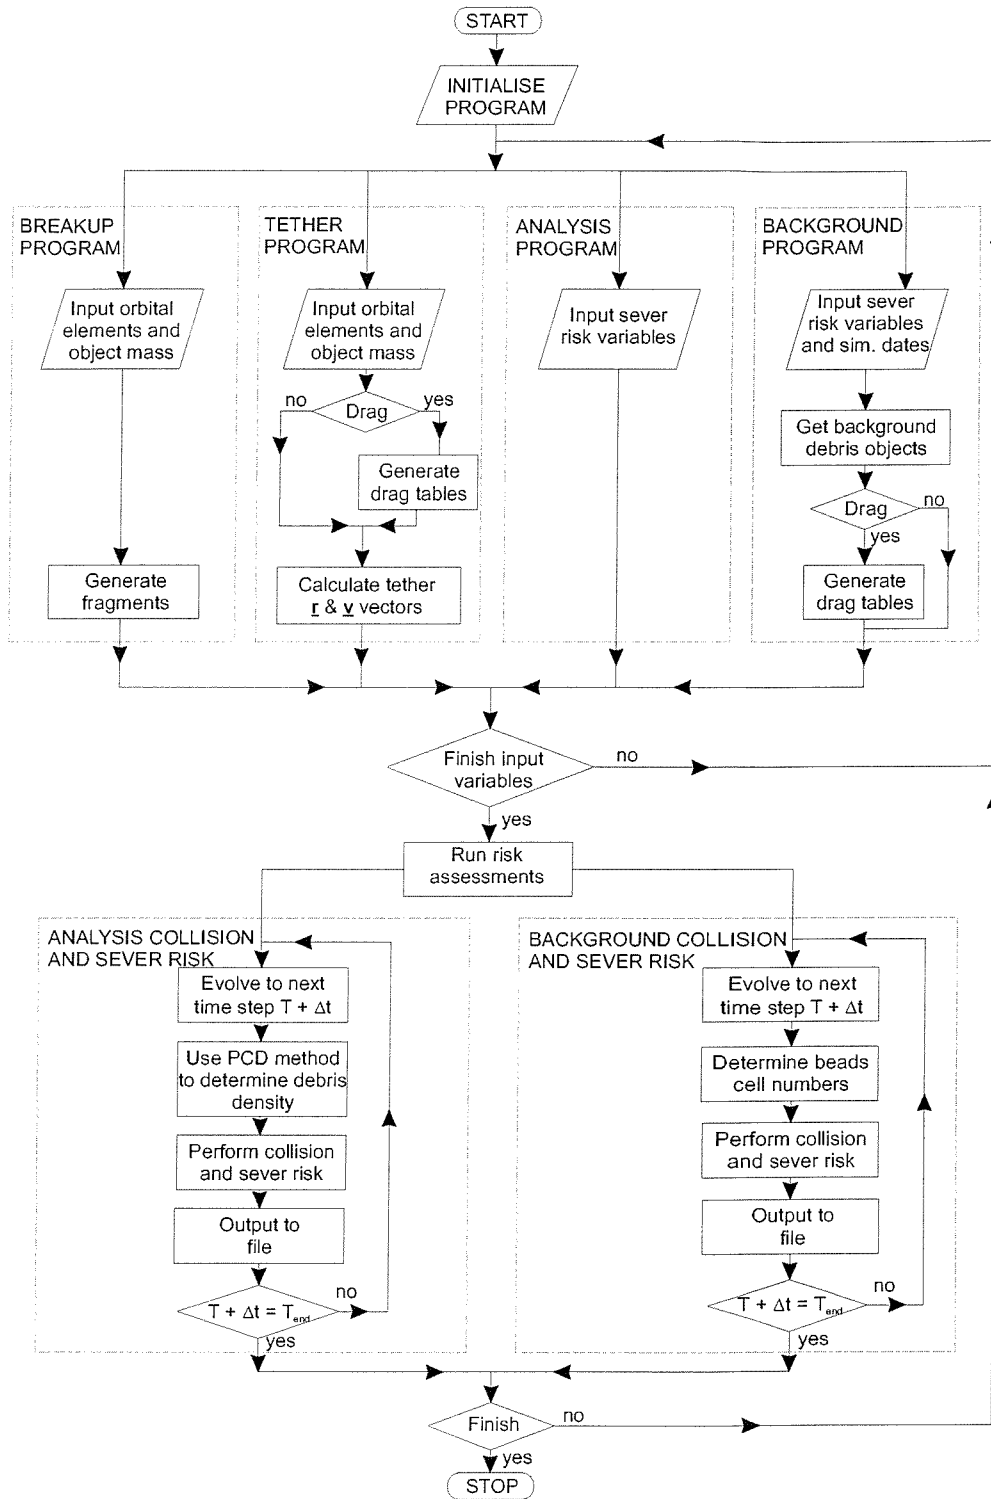 START
INITIALISE
PROGRAM
BREAKUP
PROGRAM
Input orbital
elements and
object mass
Generate
fragments
TETHER
PROGRAM
Input orbital
elements and
object mass
no
Drag
yes
Generate
drag tables
Calculate tether
r & v vectors
ANALYSIS
PROGRAM
Input sever
risk variables
BACKGROUND
PROGRAM
Input sever
risk variables
and sim. dates
Get background
debris objects
Drag
no
yes
Generate
drag tables
Finish input
variables
no
yes
Run risk
assessments
ANALYSIS COLLISION
AND SEVER RISK
Evolve to next
time step T + Δt
Use PCD method
to determine debris
density
Perform collision
and sever risk
Output to
file
T + Δt = Tend
no
yes
BACKGROUND COLLISION
AND SEVER RISK
Evolve to next
time step T + Δt
Determine beads
cell numbers
Perform collision
and sever risk
Output to
file
T + Δt = Tend
no
yes
Finish
no
yes
STOP